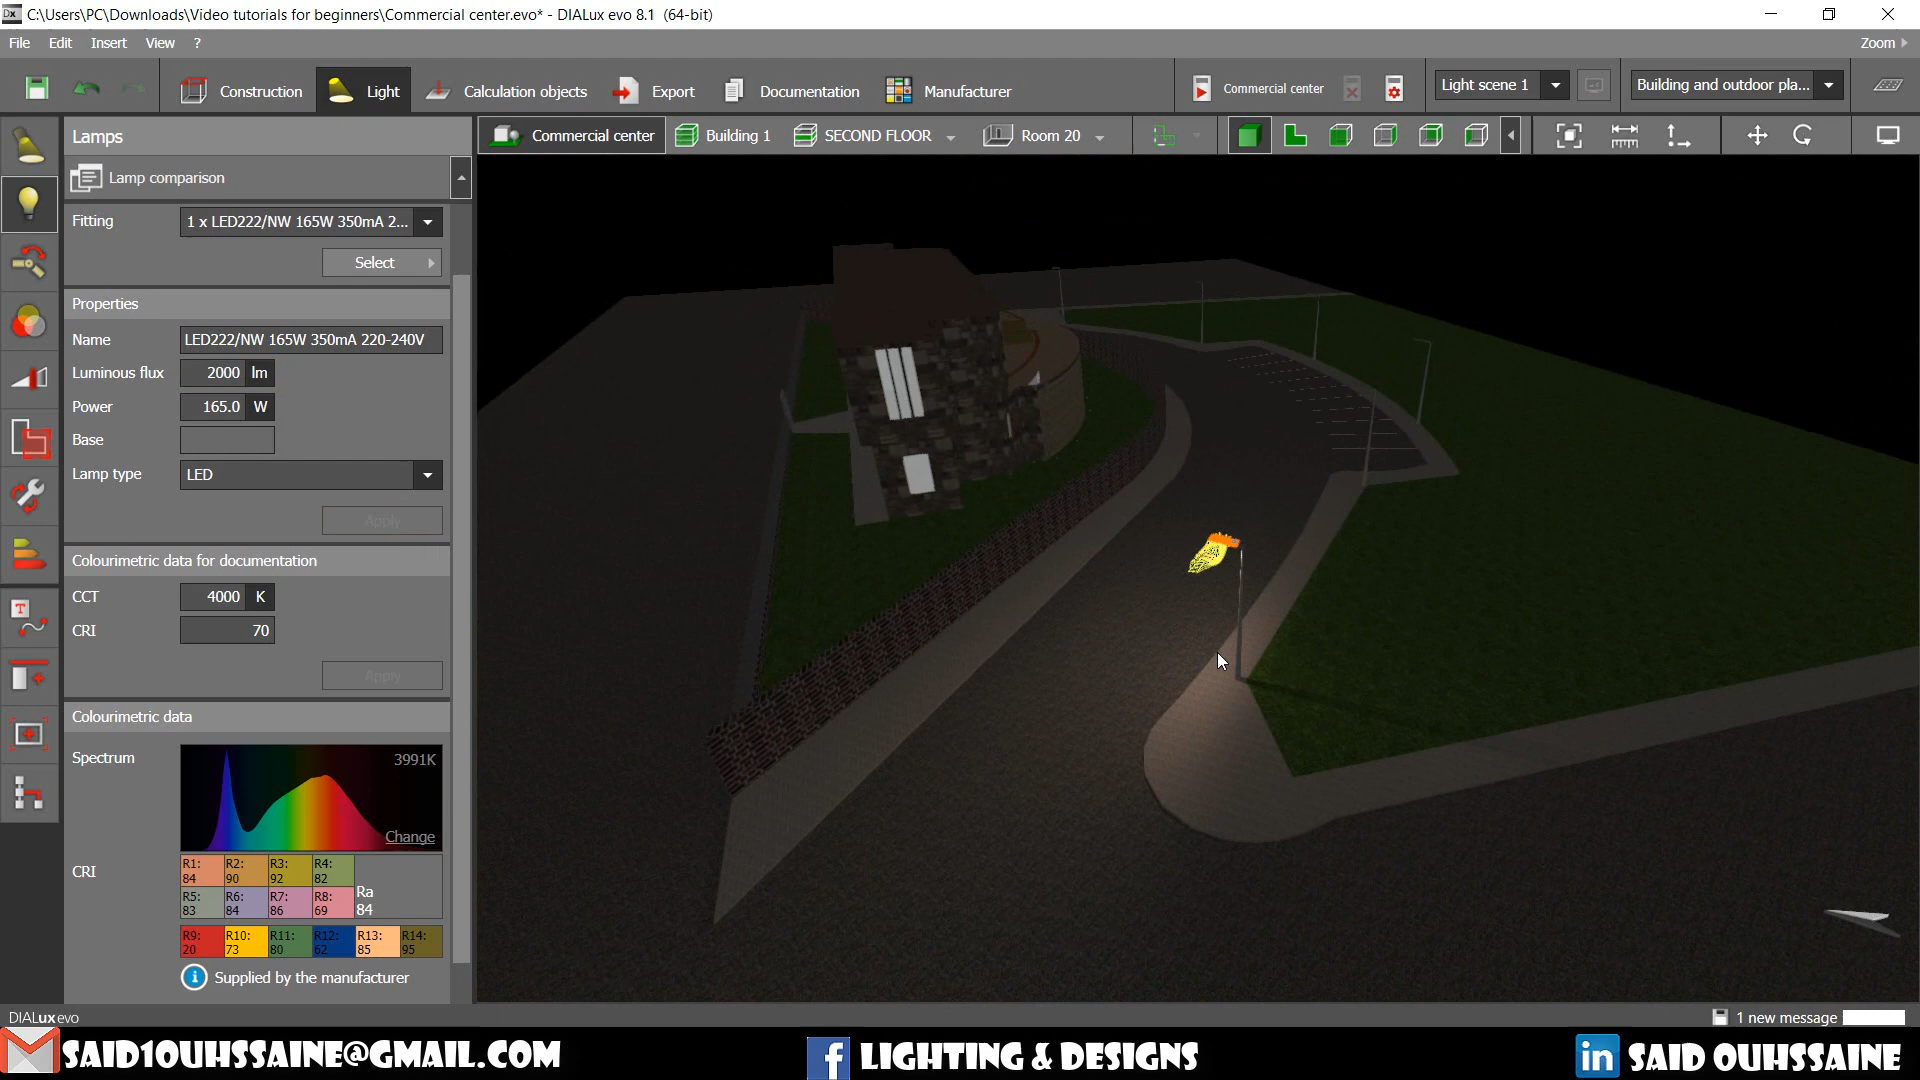 C:\Users\PC\Downloads\Video tutorials for beginners\Commercial center.evo* - DIALux evo 8.1 (64-bit)
File Edit Insert View ? Zoom
Construction Light Calculation objects Export Documentation Manufacturer Commercial center Light scene 1 Building and outdoor pla...
Lamps
Commercial center Building 1 SECOND FLOOR Room 20
Lamp comparison
Fitting 1 x LED222/NW 165W 350mA 2...
Select
Properties
Name LED222/NW 165W 350mA 220-240V
Luminous flux 2000 lm
Power 165.0 W
Base
Lamp type LED
Apply
Colourimetric data for documentation
CCT 4000 K
CRI 70
Apply
Colourimetric data
Spectrum 3991K
Change
CRI
R1: 84 R2: 90 R3: 92 R4: 82
R5: 83 R6: 84 R7: 86 R8: 69
Ra 84
R9: 20 R10: 73 R11: 80 R12: 62 R13: 85 R14: 95
Supplied by the manufacturer
DIALux evo
1 new message
SAID1OUHSSAINE@GMAIL.COM LIGHTING & DESIGNS in SAID OUHSSAINE